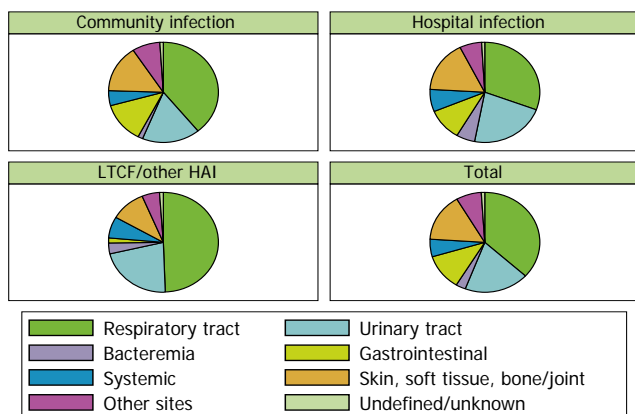 Community infection
Hospital infection
LTCF/other HAI
Total
Respiratory tract
Urinary tract
Bacteremia
Gastrointestinal
Systemic
Skin, soft tissue, bone/joint
Other sites
Undefined/unknown